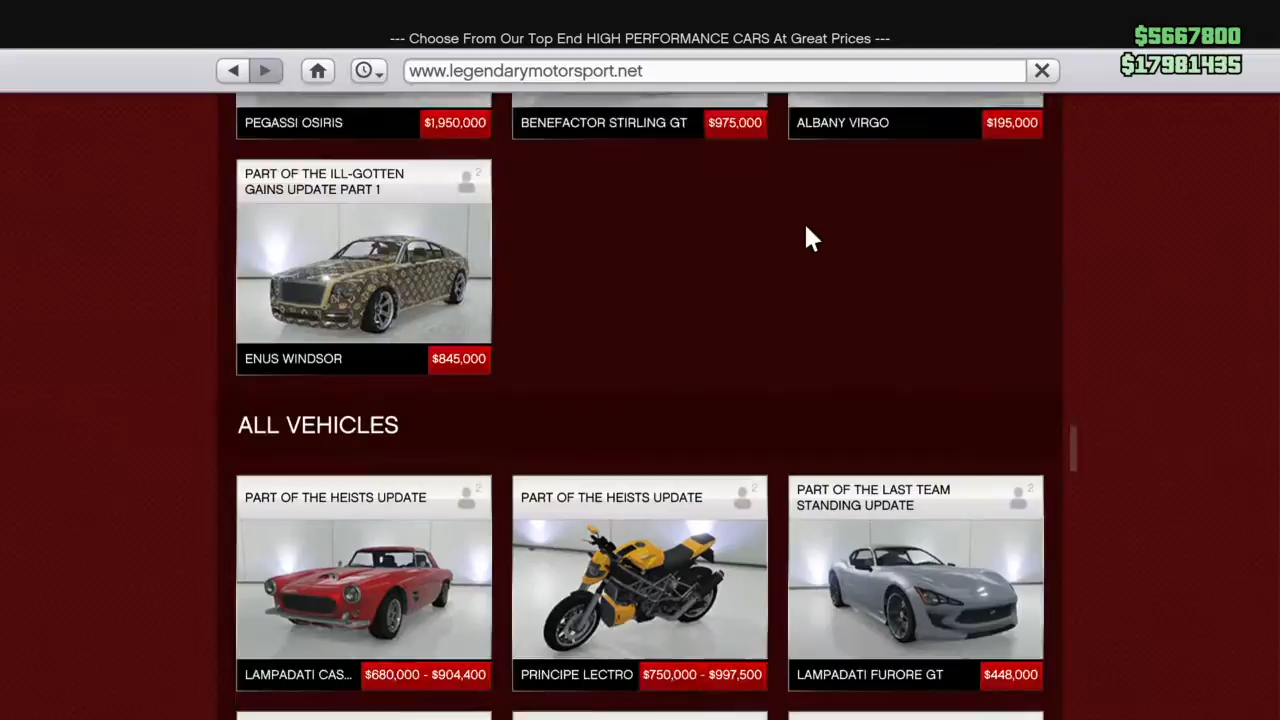 --- Choose From Our Top End HIGH PERFORMANCE CARS At Great Prices ---
$5667800
$17981435
www.legendarymotorsport.net
PEGASSI OSIRIS $1,950,000
BENEFACTOR STIRLING GT $975,000
ALBANY VIRGO $195,000
PART OF THE ILL-GOTTEN
GAINS UPDATE PART 1
2
ENUS WINDSOR $845,000
ALL VEHICLES
PART OF THE HEISTS UPDATE
2
PART OF THE HEISTS UPDATE
2
PART OF THE LAST TEAM
STANDING UPDATE
2
LAMPADATI CAS... $680,000 - $904,400
PRINCIPE LECTRO $750,000 - $997,500
LAMPADATI FURORE GT $448,000